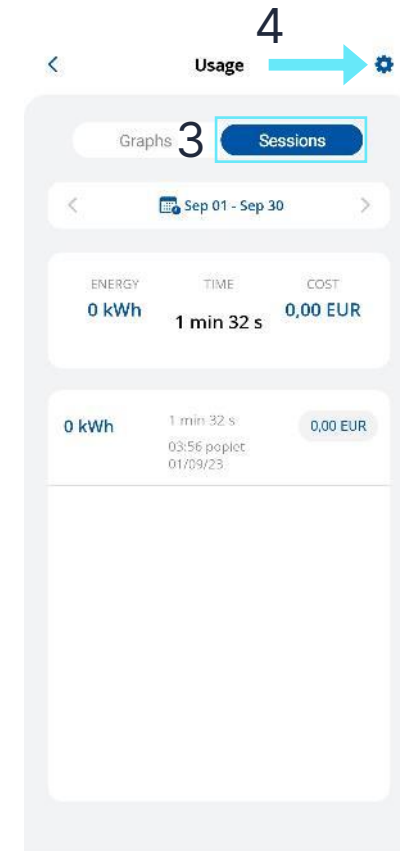 4
Usage
Graphs 3 Sessions
Sep 01 - Sep 30
ENERGY TIME COST
0 kWh 1 min 32 s 0,00 EUR
0 kWh 1 min 32 s 0,00 EUR
03:56 popiet
01/09/23